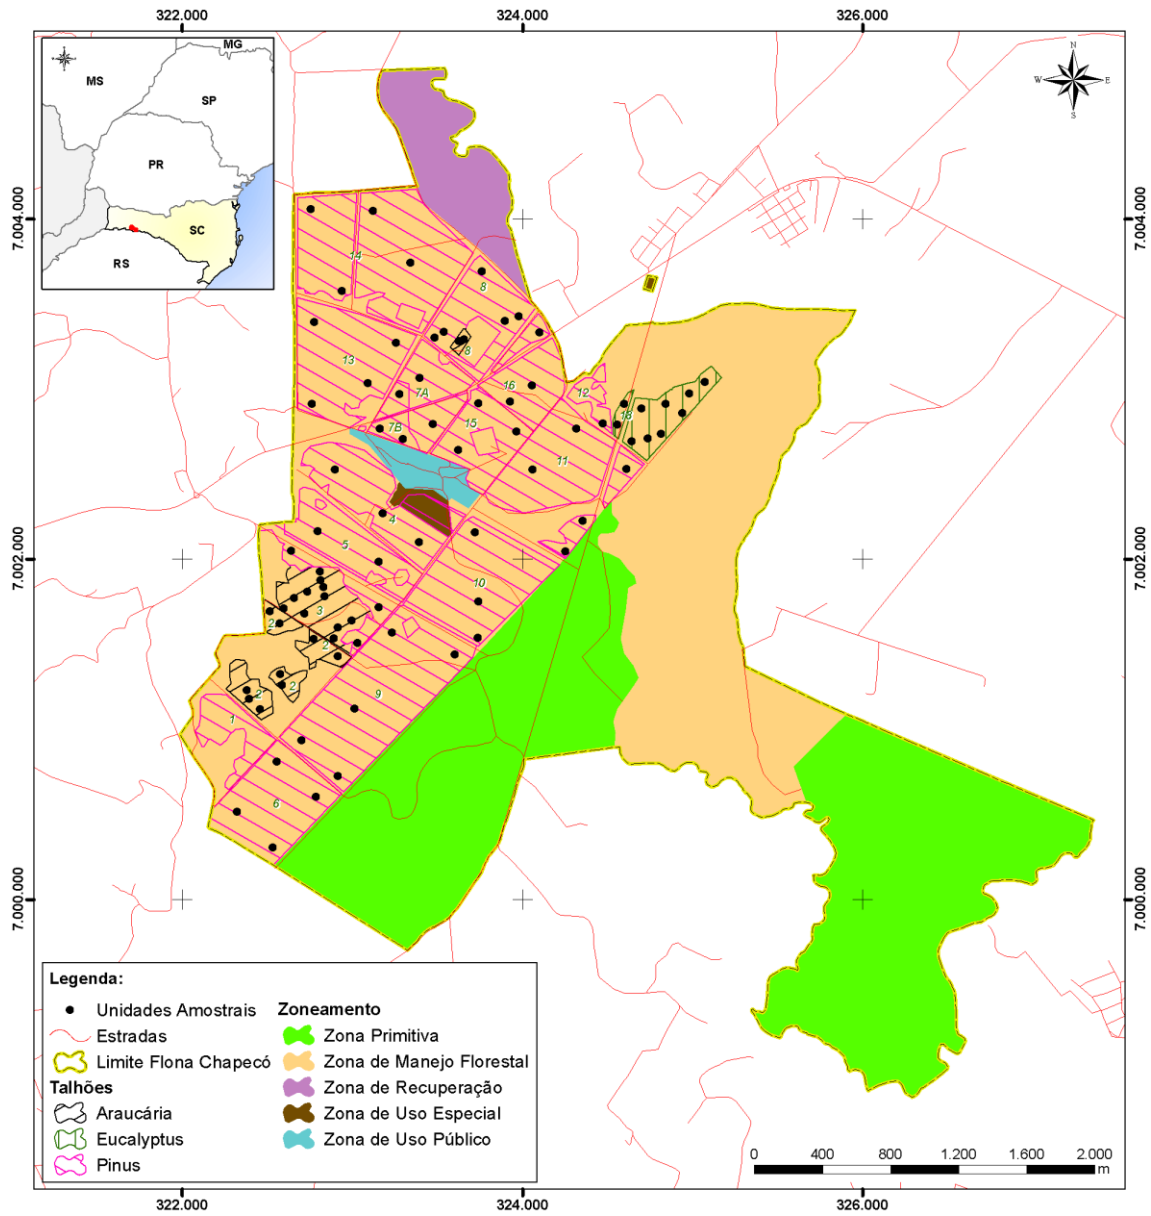 322.000
324.000
326.000
MG
MS
SP
PR
SC
RS
N
W
E
S
7.004.000
7.004.000
14
8
13
8
7A
16
12
18
7B
15
11
4
5
10
3
2
2
2
2
9
1
6
7.002.000
7.002.000
7.000.000
7.000.000
Legenda:
Unidades Amostrais
Estradas
Limite Flona Chapecó
Talhões
Araucária
Eucalyptus
Pinus
Zoneamento
Zona Primitiva
Zona de Manejo Florestal
Zona de Recuperação
Zona de Uso Especial
Zona de Uso Público
0 400 800 1.200 1.600 2.000
m
322.000
324.000
326.000